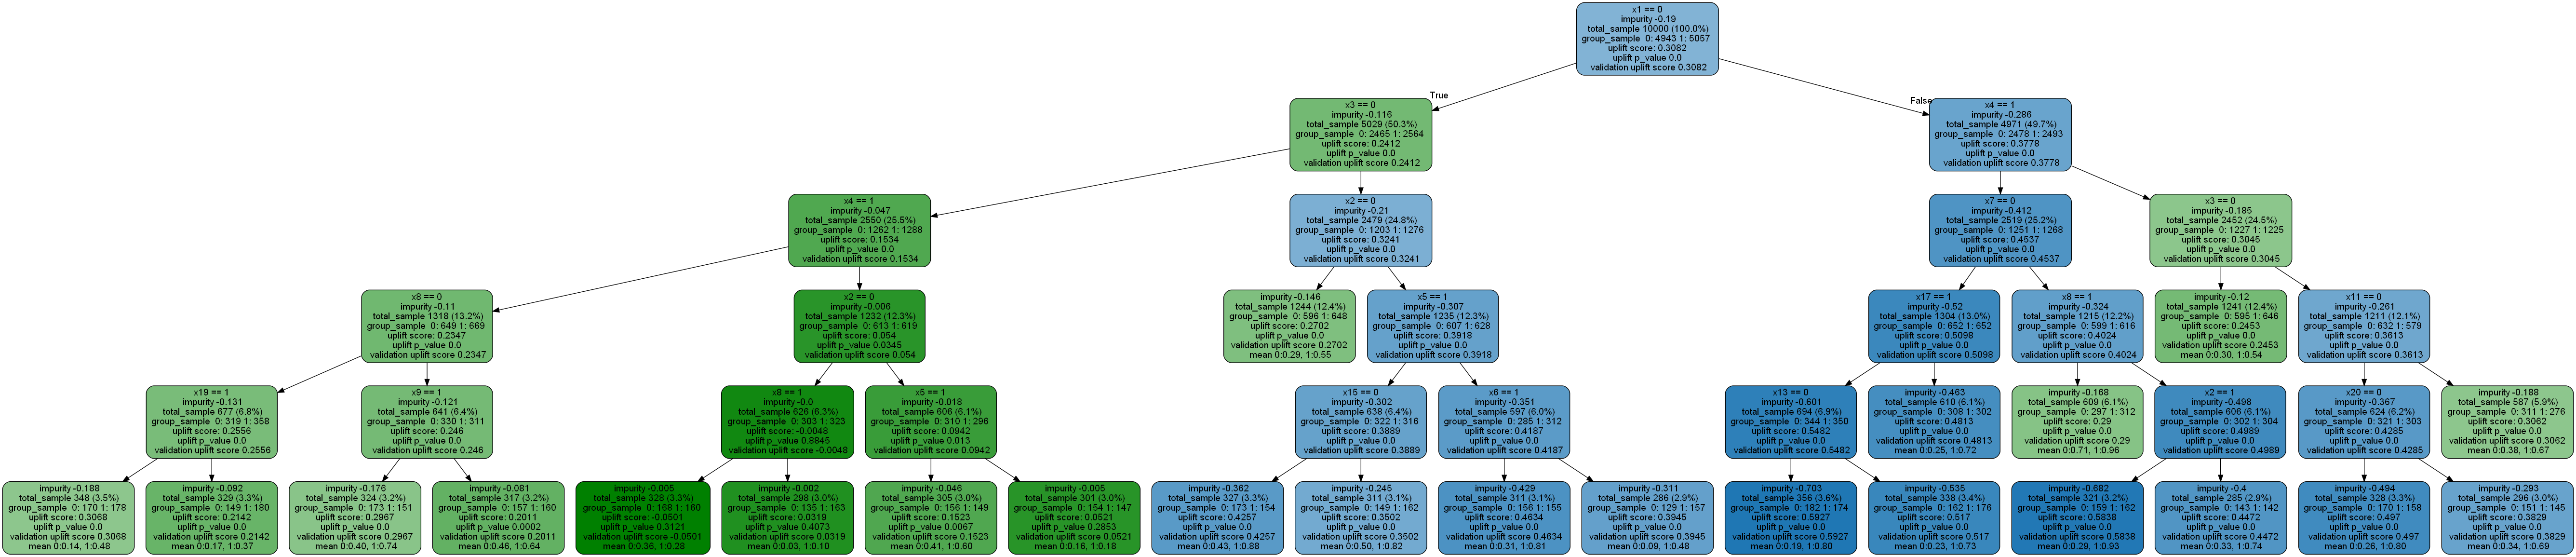 x1 == 0
impurity -0.19
total_sample 10000 (100.0%)
group_sample 0: 4943 1: 5057
uplift score: 0.3082
uplift p_value 0.0
validation uplift score 0.3082
True
False
x3 == 0
impurity -0.116
total_sample 5029 (50.3%)
group_sample 0: 2465 1: 2564
uplift score: 0.2412
uplift p_value 0.0
validation uplift score 0.2412
x4 == 1
impurity -0.286
total_sample 4971 (49.7%)
group_sample 0: 2478 1: 2493
uplift score: 0.3778
uplift p_value 0.0
validation uplift score 0.3778
x4 == 1
impurity -0.047
total_sample 2550 (25.5%)
group_sample 0: 1262 1: 1288
uplift score: 0.1534
uplift p_value 0.0
validation uplift score 0.1534
x2 == 0
impurity -0.21
total_sample 2479 (24.8%)
group_sample 0: 1203 1: 1276
uplift score: 0.3241
uplift p_value 0.0
validation uplift score 0.3241
x7 == 0
impurity -0.412
total_sample 2519 (25.2%)
group_sample 0: 1251 1: 1268
uplift score: 0.4537
uplift p_value 0.0
validation uplift score 0.4537
x3 == 0
impurity -0.185
total_sample 2452 (24.5%)
group_sample 0: 1227 1: 1225
uplift score: 0.3045
uplift p_value 0.0
validation uplift score 0.3045
x8 == 0
impurity -0.11
total_sample 1318 (13.2%)
group_sample 0: 649 1: 669
uplift score: 0.2347
uplift p_value 0.0
validation uplift score 0.2347
x2 == 0
impurity -0.006
total_sample 1232 (12.3%)
group_sample 0: 613 1: 619
uplift score: 0.054
uplift p_value 0.0345
validation uplift score 0.054
impurity -0.146
total_sample 1244 (12.4%)
group_sample 0: 596 1: 648
uplift score: 0.2702
uplift p_value 0.0
validation uplift score 0.2702
mean 0:0.29, 1:0.55
x5 == 1
impurity -0.307
total_sample 1235 (12.3%)
group_sample 0: 607 1: 628
uplift score: 0.3918
uplift p_value 0.0
validation uplift score 0.3918
x17 == 1
impurity -0.52
total_sample 1304 (13.0%)
group_sample 0: 652 1: 652
uplift score: 0.5098
uplift p_value 0.0
validation uplift score 0.5098
x8 == 1
impurity -0.324
total_sample 1215 (12.2%)
group_sample 0: 599 1: 616
uplift score: 0.4024
uplift p_value 0.0
validation uplift score 0.4024
impurity -0.12
total_sample 1241 (12.4%)
group_sample 0: 595 1: 646
uplift score: 0.2453
uplift p_value 0.0
validation uplift score 0.2453
mean 0:0.30, 1:0.54
x11 == 0
impurity -0.261
total_sample 1211 (12.1%)
group_sample 0: 632 1: 579
uplift score: 0.3613
uplift p_value 0.0
validation uplift score 0.3613
x19 == 1
impurity -0.131
total_sample 677 (6.8%)
group_sample 0: 319 1: 358
uplift score: 0.2556
uplift p_value 0.0
validation uplift score 0.2556
x9 == 1
impurity -0.121
total_sample 641 (6.4%)
group_sample 0: 330 1: 311
uplift score: 0.246
uplift p_value 0.0
validation uplift score 0.246
x8 == 1
impurity -0.0
total_sample 626 (6.3%)
group_sample 0: 303 1: 323
uplift score: -0.0048
uplift p_value 0.8845
validation uplift score -0.0048
x5 == 1
impurity -0.018
total_sample 606 (6.1%)
group_sample 0: 310 1: 296
uplift score: 0.0942
uplift p_value 0.013
validation uplift score 0.0942
x15 == 0
impurity -0.302
total_sample 638 (6.4%)
group_sample 0: 322 1: 316
uplift score: 0.3889
uplift p_value 0.0
validation uplift score 0.3889
x6 == 1
impurity -0.351
total_sample 597 (6.0%)
group_sample 0: 285 1: 312
uplift score: 0.4187
uplift p_value 0.0
validation uplift score 0.4187
x13 == 0
impurity -0.601
total_sample 694 (6.9%)
group_sample 0: 344 1: 350
uplift score: 0.5482
uplift p_value 0.0
validation uplift score 0.5482
impurity -0.463
total_sample 610 (6.1%)
group_sample 0: 308 1: 302
uplift score: 0.4813
uplift p_value 0.0
validation uplift score 0.4813
mean 0:0.25, 1:0.72
impurity -0.168
total_sample 609 (6.1%)
group_sample 0: 297 1: 312
uplift score: 0.29
uplift p_value 0.0
validation uplift score 0.29
mean 0:0.71, 1:0.96
x2 == 1
impurity -0.498
total_sample 606 (6.1%)
group_sample 0: 302 1: 304
uplift score: 0.4989
uplift p_value 0.0
validation uplift score 0.4989
x20 == 0
impurity -0.367
total_sample 624 (6.2%)
group_sample 0: 321 1: 303
uplift score: 0.4285
uplift p_value 0.0
validation uplift score 0.4285
impurity -0.188
total_sample 587 (5.9%)
group_sample 0: 311 1: 276
uplift score: 0.3062
uplift p_value 0.0
validation uplift score 0.3062
mean 0:0.38, 1:0.67
impurity -0.188
total_sample 348 (3.5%)
group_sample 0: 170 1: 178
uplift score: 0.3068
uplift p_value 0.0
validation uplift score 0.3068
mean 0:0.14, 1:0.48
impurity -0.092
total_sample 329 (3.3%)
group_sample 0: 149 1: 180
uplift score: 0.2142
uplift p_value 0.0
validation uplift score 0.2142
mean 0:0.17, 1:0.37
impurity -0.176
total_sample 324 (3.2%)
group_sample 0: 173 1: 151
uplift score: 0.2967
uplift p_value 0.0
validation uplift score 0.2967
mean 0:0.40, 1:0.74
impurity -0.081
total_sample 317 (3.2%)
group_sample 0: 157 1: 160
uplift score: 0.2011
uplift p_value 0.0002
validation uplift score 0.2011
mean 0:0.46, 1:0.64
impurity -0.005
total_sample 328 (3.3%)
group_sample 0: 168 1: 160
uplift score: -0.0501
uplift p_value 0.3121
validation uplift score -0.0501
mean 0:0.36, 1:0.28
impurity -0.002
total_sample 298 (3.0%)
group_sample 0: 135 1: 163
uplift score: 0.0319
uplift p_value 0.4073
validation uplift score 0.0319
mean 0:0.03, 1:0.10
impurity -0.046
total_sample 305 (3.0%)
group_sample 0: 156 1: 149
uplift score: 0.1523
uplift p_value 0.0067
validation uplift score 0.1523
mean 0:0.41, 1:0.60
impurity -0.005
total_sample 301 (3.0%)
group_sample 0: 154 1: 147
uplift score: 0.0521
uplift p_value 0.2853
validation uplift score 0.0521
mean 0:0.16, 1:0.18
impurity -0.362
total_sample 327 (3.3%)
group_sample 0: 173 1: 154
uplift score: 0.4257
uplift p_value 0.0
validation uplift score 0.4257
mean 0:0.43, 1:0.88
impurity -0.245
total_sample 311 (3.1%)
group_sample 0: 149 1: 162
uplift score: 0.3502
uplift p_value 0.0
validation uplift score 0.3502
mean 0:0.50, 1:0.82
impurity -0.429
total_sample 311 (3.1%)
group_sample 0: 156 1: 155
uplift score: 0.4634
uplift p_value 0.0
validation uplift score 0.4634
mean 0:0.31, 1:0.81
impurity -0.311
total_sample 286 (2.9%)
group_sample 0: 129 1: 157
uplift score: 0.3945
uplift p_value 0.0
validation uplift score 0.3945
mean 0:0.09, 1:0.48
impurity -0.703
total_sample 356 (3.6%)
group_sample 0: 182 1: 174
uplift score: 0.5927
uplift p_value 0.0
validation uplift score 0.5927
mean 0:0.19, 1:0.80
impurity -0.535
total_sample 338 (3.4%)
group_sample 0: 162 1: 176
uplift score: 0.517
uplift p_value 0.0
validation uplift score 0.517
mean 0:0.23, 1:0.73
impurity -0.682
total_sample 321 (3.2%)
group_sample 0: 159 1: 162
uplift score: 0.5838
uplift p_value 0.0
validation uplift score 0.5838
mean 0:0.29, 1:0.93
impurity -0.4
total_sample 285 (2.9%)
group_sample 0: 143 1: 142
uplift score: 0.4472
uplift p_value 0.0
validation uplift score 0.4472
mean 0:0.33, 1:0.74
impurity -0.494
total_sample 328 (3.3%)
group_sample 0: 170 1: 158
uplift score: 0.497
uplift p_value 0.0
validation uplift score 0.497
mean 0:0.26, 1:0.80
impurity -0.293
total_sample 296 (3.0%)
group_sample 0: 151 1: 145
uplift score: 0.3829
uplift p_value 0.0
validation uplift score 0.3829
mean 0:0.34, 1:0.69